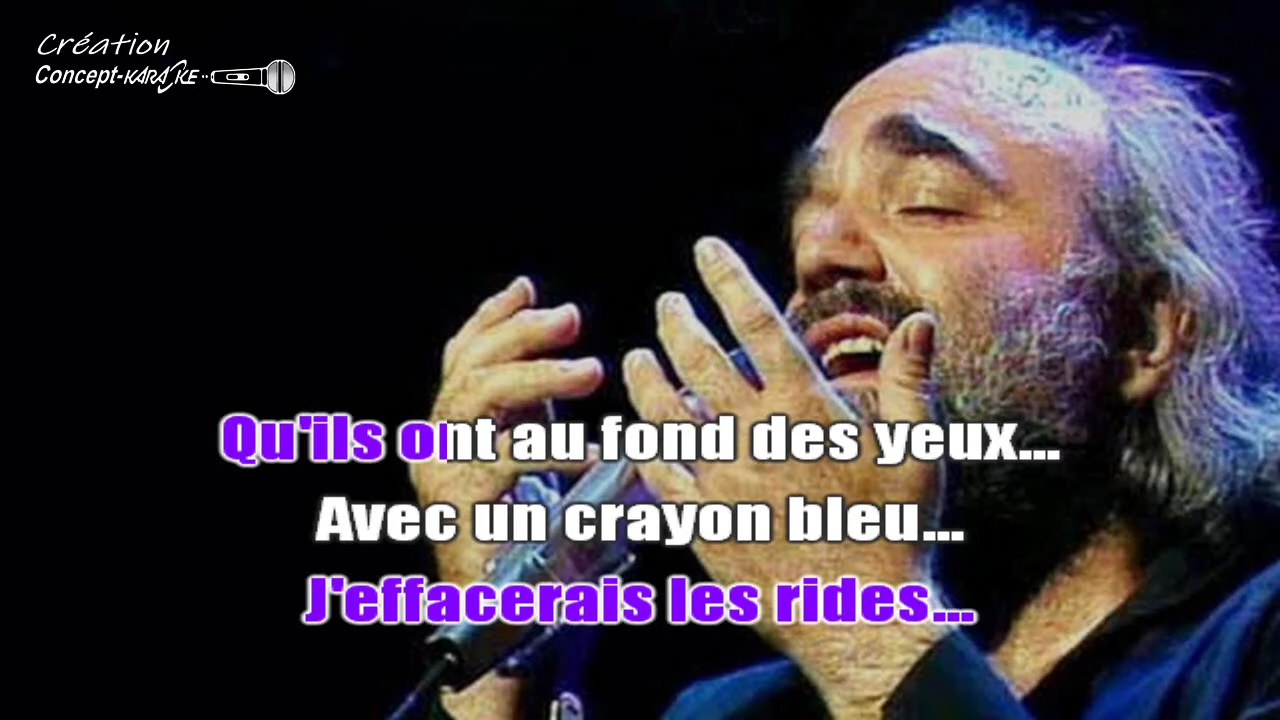 Création
Concept-KARAOKE
Qu'ils ont au fond des yeux...
Avec un crayon bleu...
J'effacerais les rides...